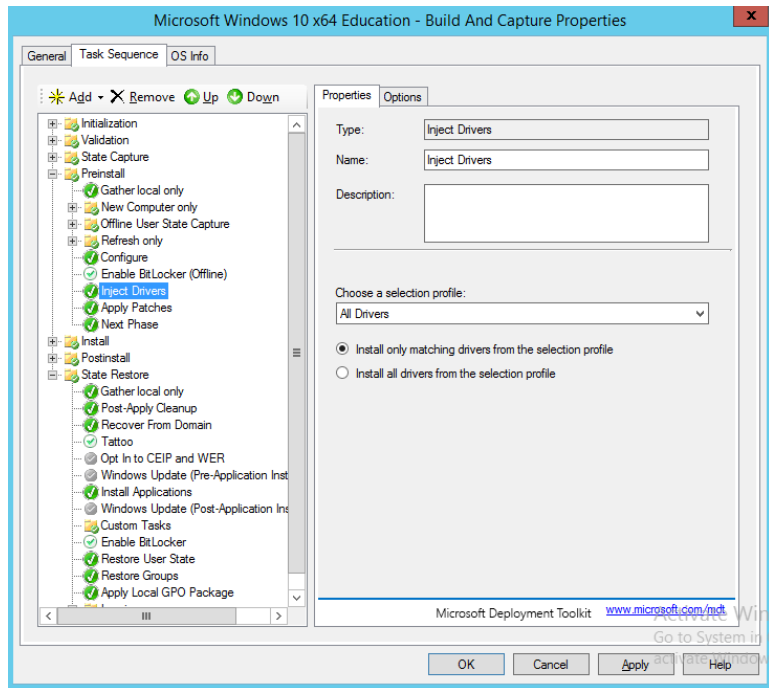 Microsoft Windows 10 x64 Education - Build And Capture Properties
x
General Task Sequence OS Info
Add Remove Up Down
Initialization
Validation
State Capture
Preinstall
Gather local only
New Computer only
Offline User State Capture
Refresh only
Configure
Enable BitLocker (Offline)
Inject Drivers
Apply Patches
Next Phase
Install
Postinstall
State Restore
Gather local only
Post-Apply Cleanup
Recover From Domain
Tattoo
Opt In to CEIP and WER
Windows Update (Pre-Application Inst
Install Applications
Windows Update (Post-Application Ins
Custom Tasks
Enable BitLocker
Restore User State
Restore Groups
Apply Local GPO Package
Properties Options
Type: Inject Drivers
Name: Inject Drivers
Description:
Choose a selection profile:
All Drivers
Install only matching drivers from the selection profile
Install all drivers from the selection profile
Microsoft Deployment Toolkit www.microsoft.com/mdt
Activate Win
Go to System in
activate Window
OK Cancel Apply Help